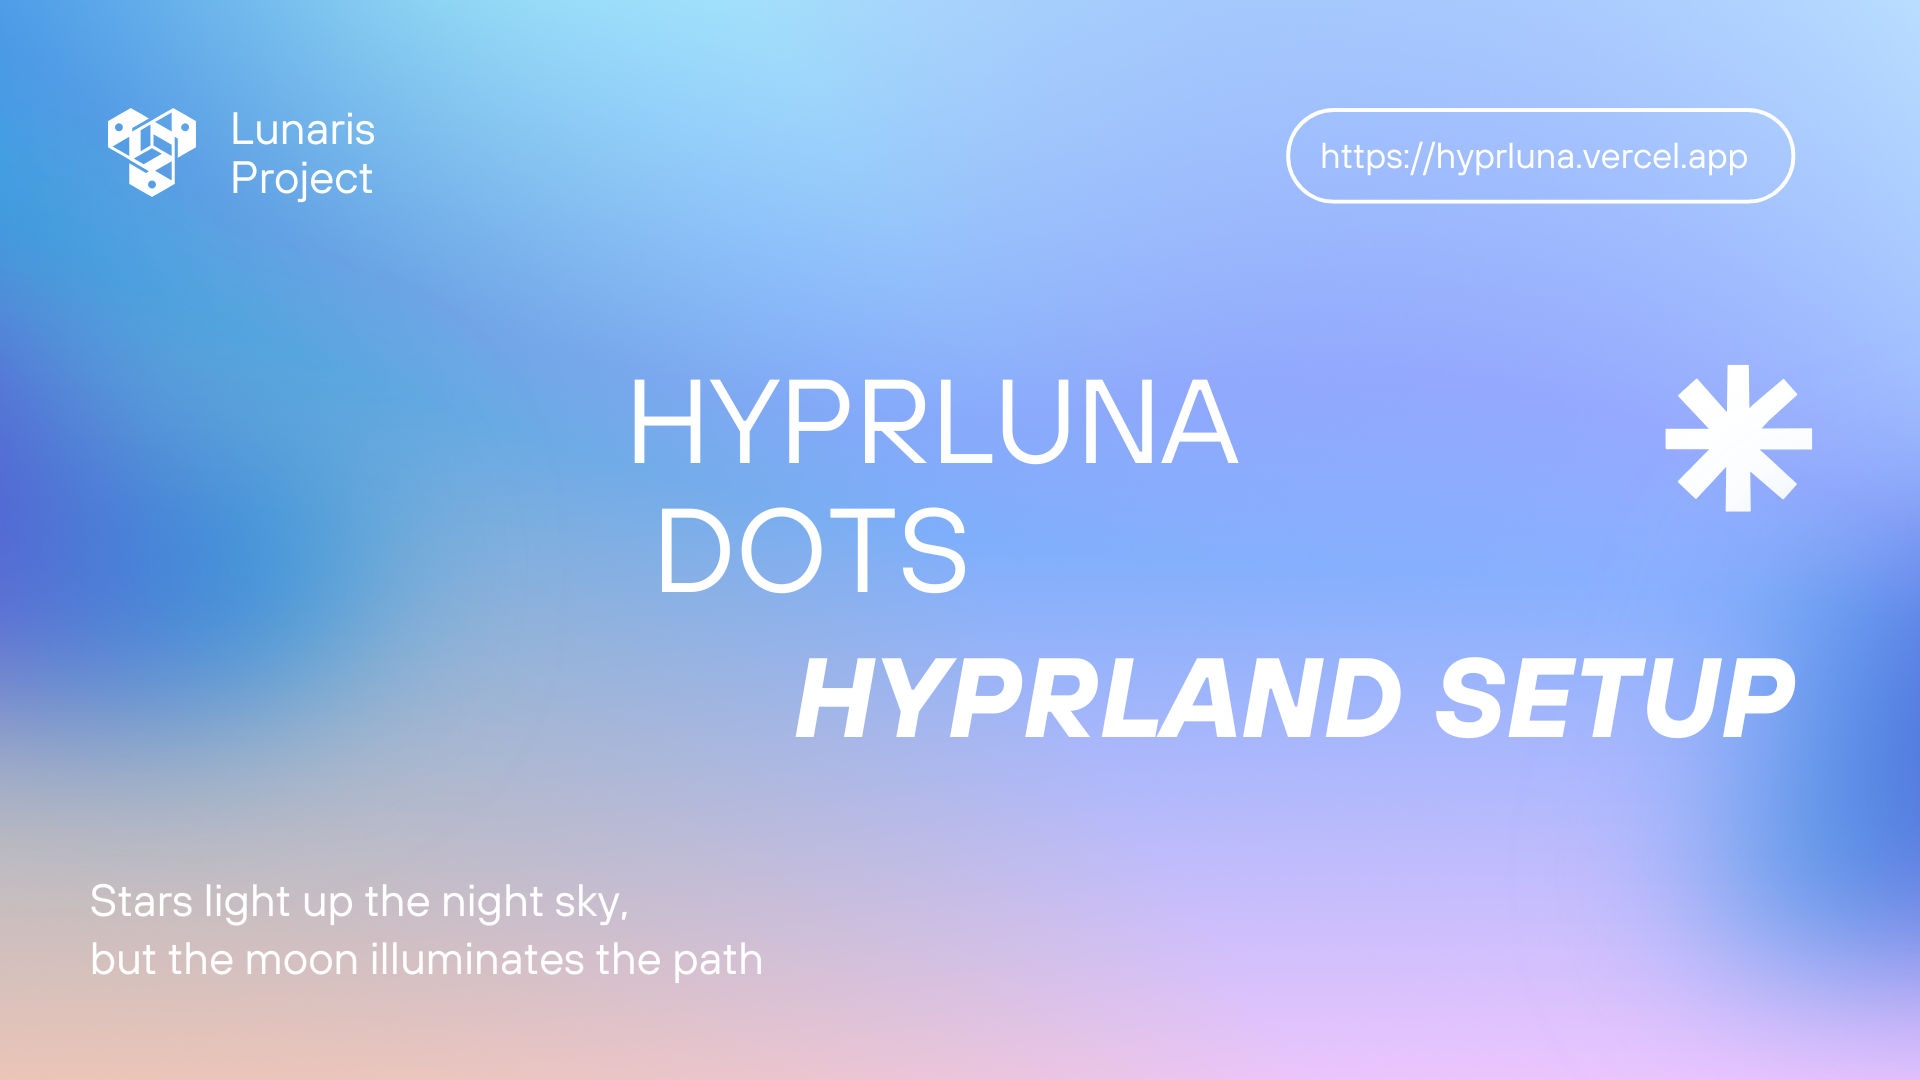 Lunaris
Project
https://hyprluna.vercel.app
HYPRLUNA
DOTS
HYPRLAND SETUP
Stars light up the night sky,
but the moon illuminates the path